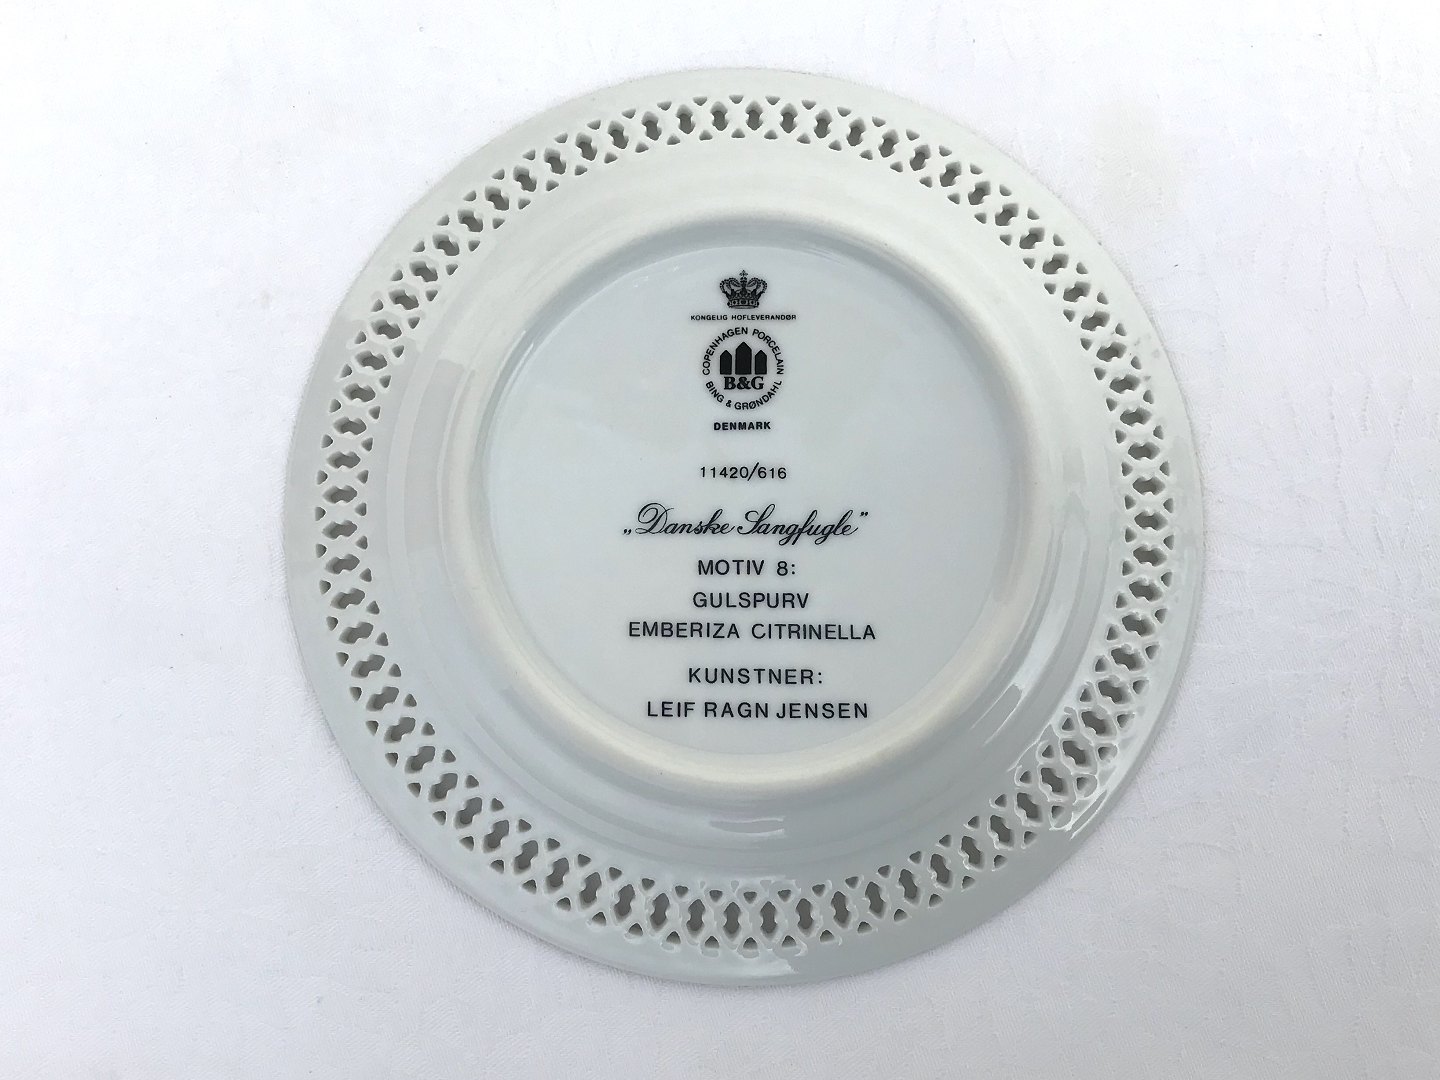 KONGELIG HOFLEVERANDØR
COPENHAGEN PORCELAIN
B&G
BING & GRØNDAHL
DENMARK
11420/616
„Danske Sangfugle”
MOTIV 8:
GULSPURV
EMBERIZA CITRINELLA
KUNSTNER:
LEIF RAGN JENSEN